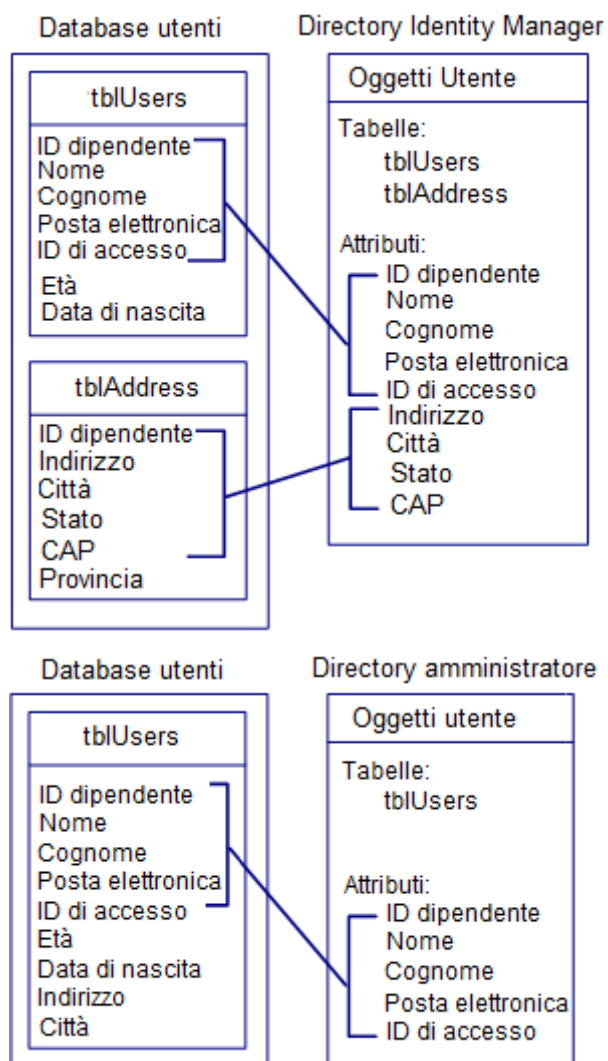 Database utenti
tblUsers
ID dipendente
Nome
Cognome
Posta elettronica
ID di accesso
Età
Data di nascita
tblAddress
ID dipendente
Indirizzo
Città
Stato
CAP
Provincia
Directory Identity Manager
Oggetti Utente
Tabelle:
tblUsers
tblAddress
Attributi:
ID dipendente
Nome
Cognome
Posta elettronica
ID di accesso
Indirizzo
Città
Stato
CAP
Database utenti
tblUsers
ID dipendente
Nome
Cognome
Posta elettronica
ID di accesso
Età
Data di nascita
Indirizzo
Città
Directory amministratore
Oggetti utente
Tabelle:
tblUsers
Attributi:
ID dipendente
Nome
Cognome
Posta elettronica
ID di accesso